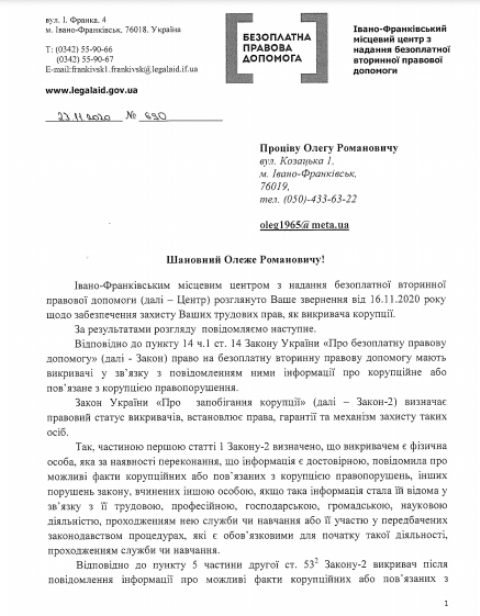 вул. І. Франка, 4
м. Івано-Франківськ, 76018, Україна
Т: (0342) 55-90-66
(0342) 55-90-67
E-mail:frankivsk1.frankivsk@legalaid.if.ua
www.legalaid.gov.ua
БЕЗОПЛАТНА
ПРАВОВА
ДОПОМОГА
Івано-Франківський
місцевий центр з
надання безоплатної
вторинної правової
допомоги
23.11.2020 № 690
Проціву Олегу Романовичу
вул. Козацька 1,
м. Івано-Франківськ,
76019,
тел. (050)-433-63-22
oleg1965@meta.ua
Шановний Олеже Романовичу!
Івано-Франківським місцевим центром з надання безоплатної вторинної
правової допомоги (далі – Центр) розглянуто Ваше звернення від 16.11.2020 року
щодо забезпечення захисту Ваших трудових прав, як викривача корупції.
За результатами розгляду повідомляємо наступне.
Відповідно до пункту 14 ч.1 ст. 14 Закону України «Про безоплатну правову
допомогу» (далі - Закон) право на безоплатну вторинну правову допомогу мають
викривачі у зв’язку з повідомленням ними інформації про корупційне або
пов’язане з корупцією правопорушення.
Закон України «Про запобігання корупції» (далі – Закон-2) визначає
правовий статус викривачів, встановлює права, гарантії та механізм захисту таких
осіб.
Так, частиною першою статті 1 Закону-2 визначено, що викривачем є фізична
особа, яка за наявності переконання, що інформація є достовірною, повідомила про
можливі факти корупційних або пов’язаних з корупцією правопорушень, інших
порушень закону, вчинених іншою особою, якщо така інформація стала їй відома у
зв’язку з її трудовою, професійною, господарською, громадською, науковою
діяльністю, проходженням нею служби чи навчання або її участю у передбачених
законодавством процедурах, які є обов’язковими для початку такої діяльності,
проходженням служби чи навчання.
Відповідно до пункту 5 частини другої ст. 53² Закону-2 викривач після
повідомлення інформації про можливі факти корупційних або пов’язаних з
1